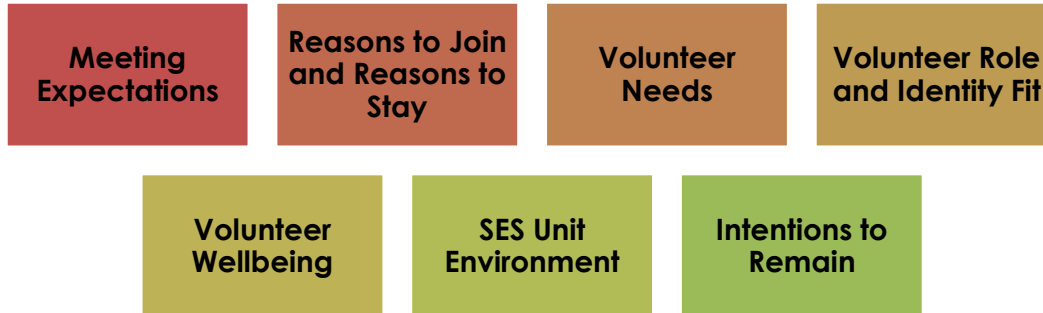 Meeting
Expectations
Reasons to Join
and Reasons to
Stay
Volunteer
Needs
Volunteer Role
and Identity Fit
Volunteer
Wellbeing
SES Unit
Environment
Intentions to
Remain